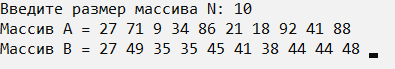 Введите размер массива N: 10
Массив A = 27 71 9 34 86 21 18 92 41 88
Массив B = 27 49 35 35 45 41 38 44 44 48